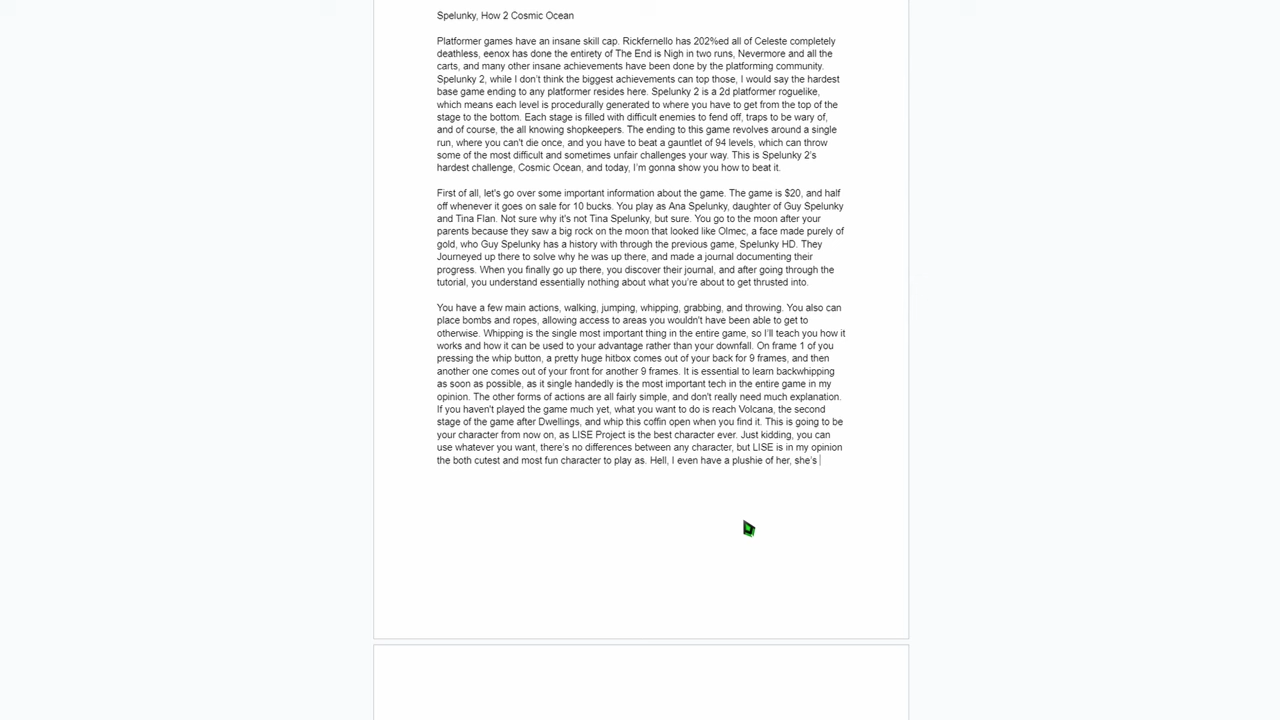 Spelunky, How 2 Cosmic Ocean
Platformer games have an insane skill cap. Rickfernello has 202%ed all of Celeste completely
deathless, eenox has done the entirety of The End is Nigh in two runs, Nevermore and all the
carts, and many other insane achievements have been done by the platforming community.
Spelunky 2, while I don't think the biggest achievements can top those, I would say the hardest
base game ending to any platformer resides here. Spelunky 2 is a 2d platformer roguelike,
which means each level is procedurally generated to where you have to get from the top of the
stage to the bottom. Each stage is filled with difficult enemies to fend off, traps to be wary of,
and of course, the all knowing shopkeepers. The ending to this game revolves around a single
run, where you can't die once, and you have to beat a gauntlet of 94 levels, which can throw
some of the most difficult and sometimes unfair challenges your way. This is Spelunky 2's
hardest challenge, Cosmic Ocean, and today, I'm gonna show you how to beat it.
First of all, let's go over some important information about the game. The game is $20, and half
off whenever it goes on sale for 10 bucks. You play as Ana Spelunky, daughter of Guy Spelunky
and Tina Flan. Not sure why it's not Tina Spelunky, but sure. You go to the moon after your
parents because they saw a big rock on the moon that looked like Olmec, a face made purely of
gold, who Guy Spelunky has a history with through the previous game, Spelunky HD. They
Journeyed up there to solve why he was up there, and made a journal documenting their
progress. When you finally go up there, you discover their journal, and after going through the
tutorial, you understand essentially nothing about what you're about to get thrusted into.
You have a few main actions, walking, jumping, whipping, grabbing, and throwing. You also can
place bombs and ropes, allowing access to areas you wouldn't have been able to get to
otherwise. Whipping is the single most important thing in the entire game, so I'll teach you how it
works and how it can be used to your advantage rather than your downfall. On frame 1 of you
pressing the whip button, a pretty huge hitbox comes out of your back for 9 frames, and then
another one comes out of your front for another 9 frames. It is essential to learn backwhipping
as soon as possible, as it single handedly is the most important tech in the entire game in my
opinion. The other forms of actions are all fairly simple, and don't really need much explanation.
If you haven't played the game much yet, what you want to do is reach Volcana, the second
stage of the game after Dwellings, and whip this coffin open when you find it. This is going to be
your character from now on, as LISE Project is the best character ever. Just kidding, you can
use whatever you want, there's no differences between any character, but LISE is in my opinion
the both cutest and most fun character to play as. Hell, I even have a plushie of her, she's